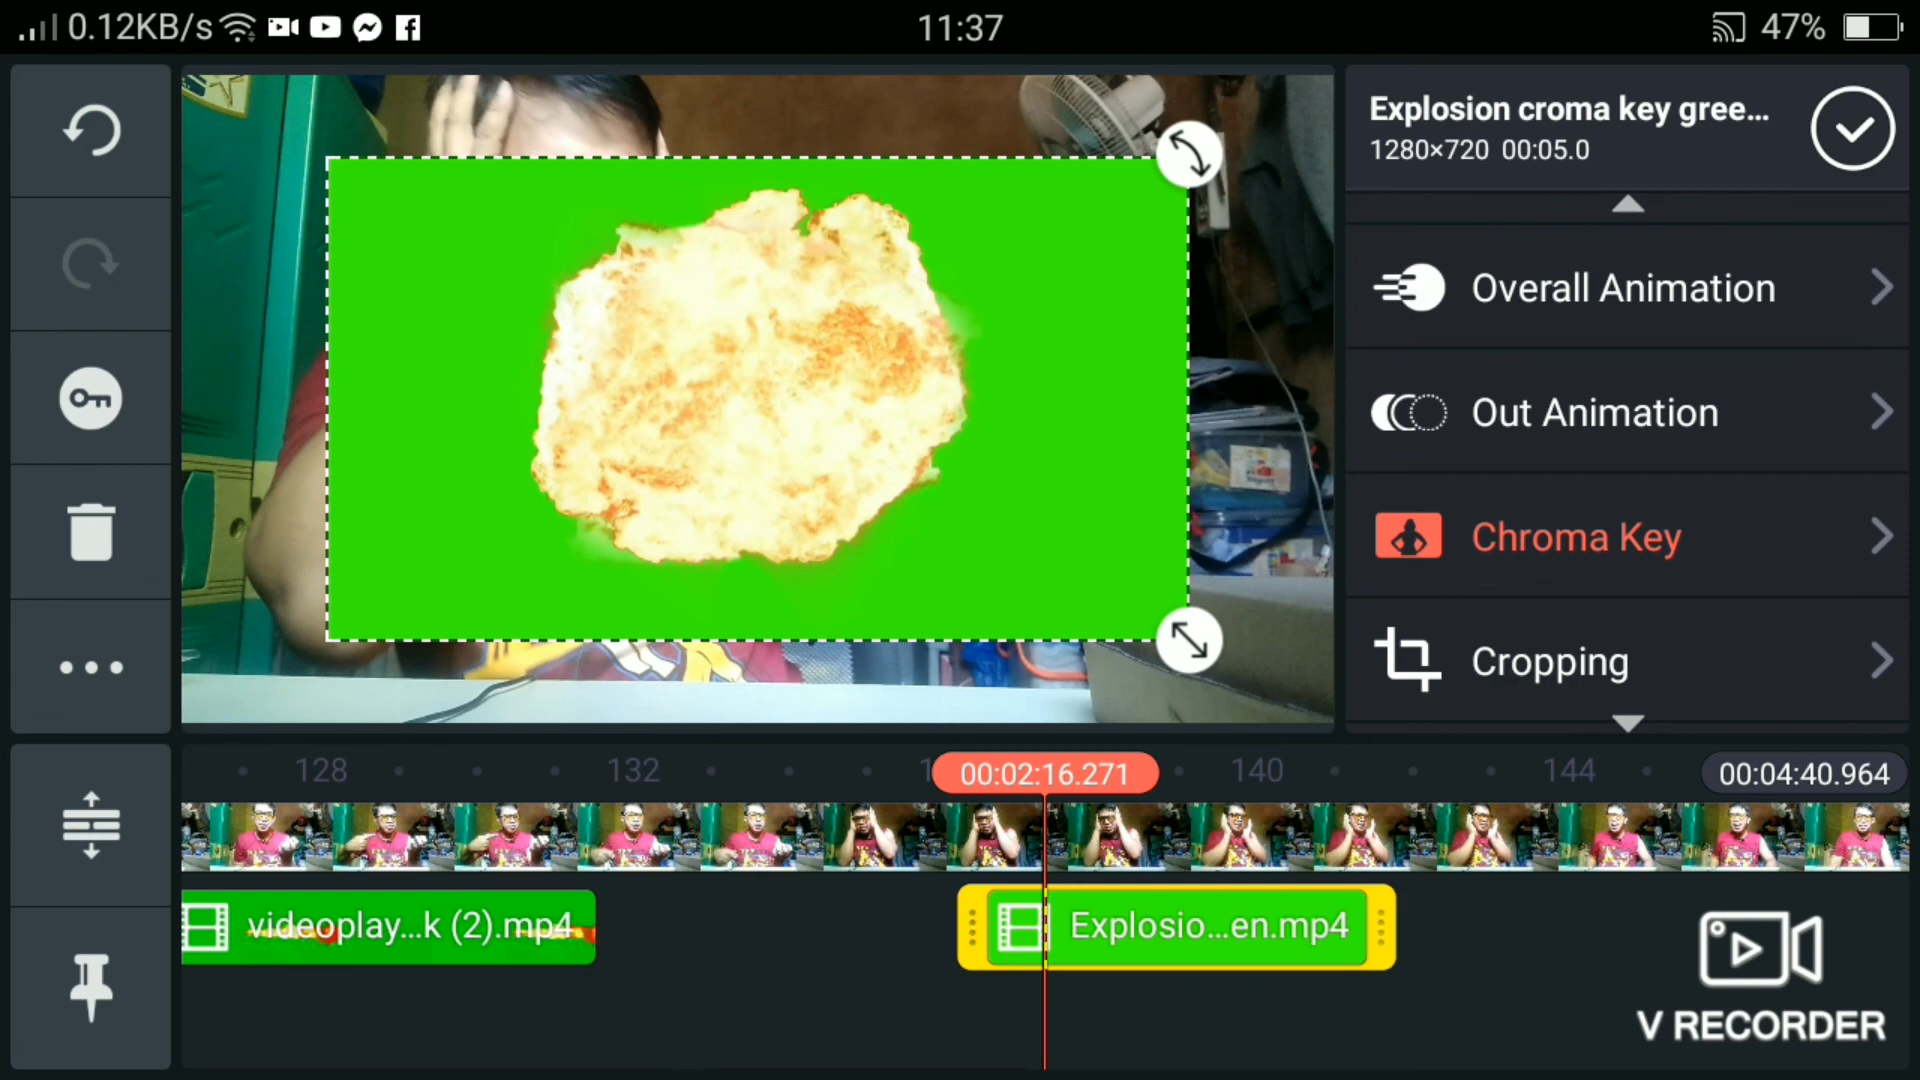 0.12KB/s
11:37
47%
Explosion croma key gree...
1280×720 00:05.0
Overall Animation
Out Animation
Chroma Key
Cropping
128
132
1
00:02:16.271
140
144
00:04:40.964
videoplay...k (2).mp4
Explosio...en.mp4
V RECORDER